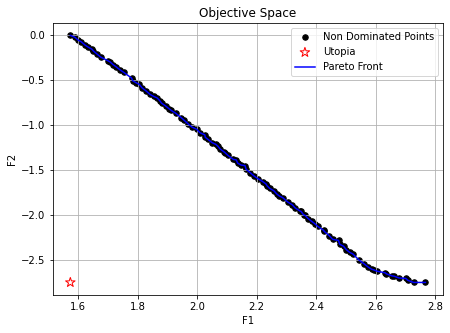 Objective Space
Non Dominated Points
Utopia
Pareto Front
0.0
−0.5
−1.0
−1.5
−2.0
−2.5
F2
1.6 1.8 2.0 2.2 2.4 2.6 2.8
F1